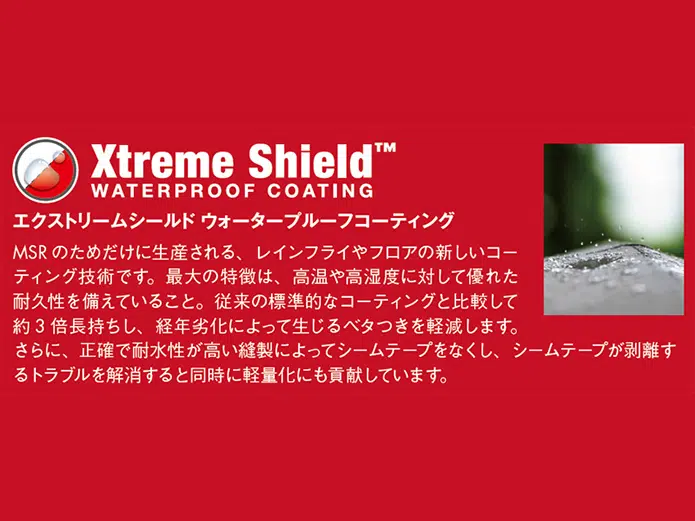 Xtreme Shield™
WATERPROOF COATING
エクストリームシールド ウォータープルーフコーティング
MSR のためだけに生産される、レインフライやフロアの新しいコー
ティング技術です。最大の特徴は、高温や高湿度に対して優れた
耐久性を備えていること。従来の標準的なコーティングと比較して
約 3 倍長持ちし、経年劣化によって生じるベタつきを軽減します。
さらに、正確で耐水性が高い縫製によってシームテープをなくし、シームテープが剥離す
るトラブルを解消すると同時に軽量化にも貢献しています。